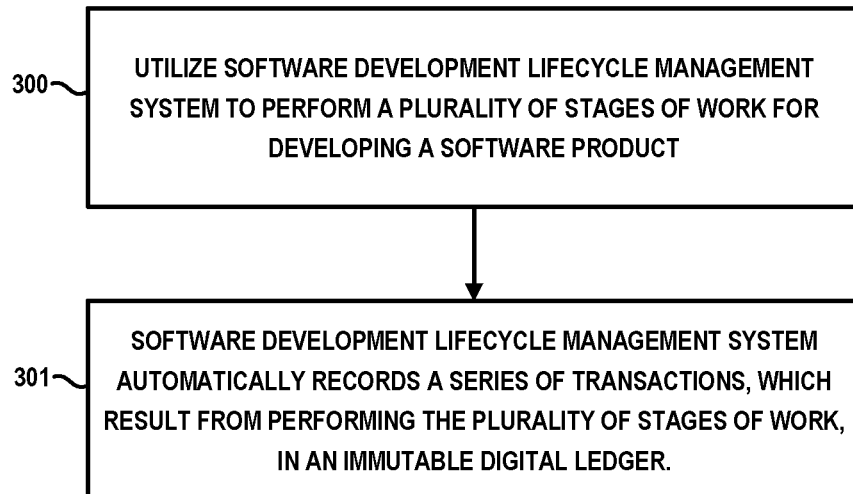 300
UTILIZE SOFTWARE DEVELOPMENT LIFECYCLE MANAGEMENT
SYSTEM TO PERFORM A PLURALITY OF STAGES OF WORK FOR
DEVELOPING A SOFTWARE PRODUCT
301
SOFTWARE DEVELOPMENT LIFECYCLE MANAGEMENT SYSTEM
AUTOMATICALLY RECORDS A SERIES OF TRANSACTIONS, WHICH
RESULT FROM PERFORMING THE PLURALITY OF STAGES OF WORK,
IN AN IMMUTABLE DIGITAL LEDGER.